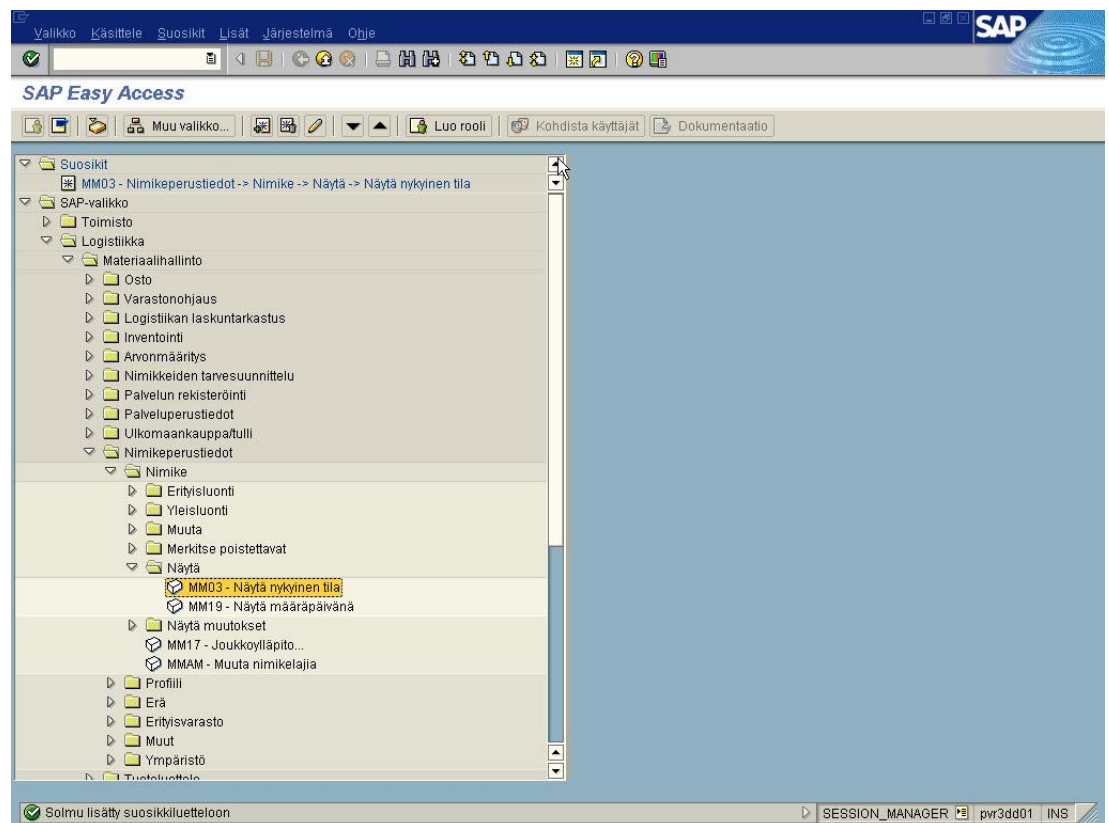 Valikko Käsittele Suosikit Lisät Järjestelmä Ohje
SAP
SAP Easy Access
Muu valikko... Luo rooli Kohdista käyttäjät Dokumentaatio
Suosikit
MM03 - Nimikeperustiedot -> Nimike -> Näytä -> Näytä nykyinen tila
SAP-valikko
Toimisto
Logistiikka
Materiaalihallinto
Osto
Varastonohjaus
Logistiikan laskuntarkastus
Inventointi
Arvonmääritys
Nimikkeiden tarvesuunnittelu
Palvelun rekisteröinti
Palveluperustiedot
Ulkomaankauppa/tulli
Nimikeperustiedot
Nimike
Erityisluonti
Yleisluonti
Muuta
Merkitse poistettavat
Näytä
MM03 - Näytä nykyinen tila
MM19 - Näytä määräpäivänä
Näytä muutokset
MM17 - Joukkoylläpito...
MMAM - Muuta nimikelajia
Profiili
Erä
Erityisvarasto
Muut
Ympäristö
Tuoteluettelo
Solmu lisätty suosikkiluetteloon SESSION_MANAGER pvr3dd01 INS